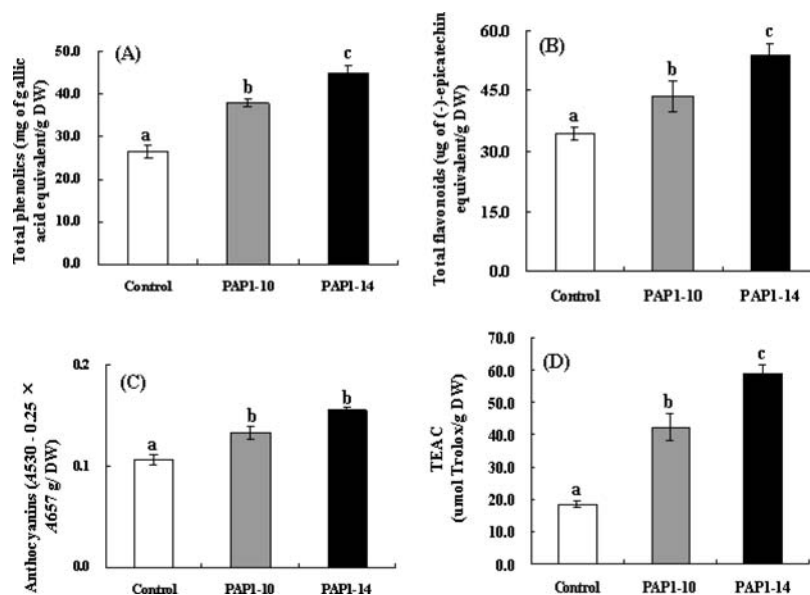 (A)
Total phenolics (mg of gallic
acid equivalent/g DW)
50.0
40.0
30.0
20.0
10.0
0.0
a
b
c
Control
PAP1-10
PAP1-14
(B)
Total flavonoids (ug of (-)-epicatechin
equivalent/g DW)
60.0
45.0
30.0
15.0
0.0
a
b
c
Control
PAP1-10
PAP1-14
(C)
Anthocyanins (A530 - 0.25 ×
A657 g/ DW)
0.2
0.1
0.0
a
b
b
Control
PAP1-10
PAP1-14
(D)
TEAC
(umol Trolox/g DW)
70.0
60.0
50.0
40.0
30.0
20.0
10.0
0.0
a
b
c
Control
PAP1-10
PAP1-14